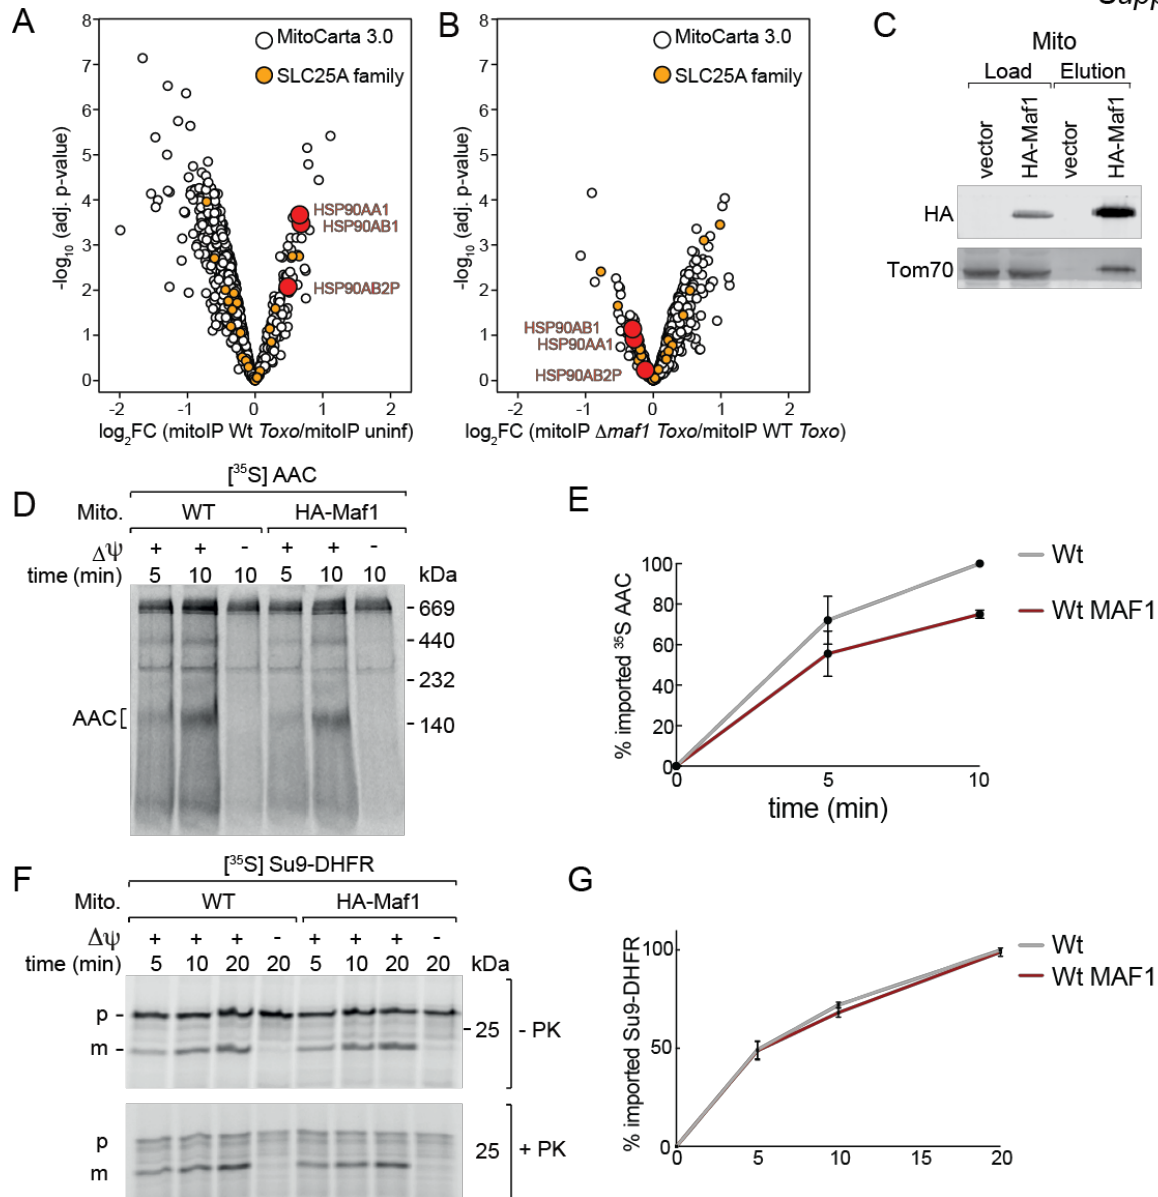 Supp
A
8
7
6
5
4
3
2
1
0
-log10 (adj. p-value)
MitoCarta 3.0
SLC25A family
HSP90AA1
HSP90AB1
HSP90AB2P
-2 -1 0 1 2
log2FC (mitoIP Wt Toxo/mitoIP uninf)
B
8
7
6
5
4
3
2
1
0
-log10 (adj. p-value)
MitoCarta 3.0
SLC25A family
HSP90AB1
HSP90AA1
HSP90AB2P
-2 -1 0 1 2
log2FC (mitoIP Δmaf1 Toxo/mitoIP WT Toxo)
C
Mito
Load Elution
vector HA-Maf1 vector HA-Maf1
HA
Tom70
D
[35S] AAC
Mito. WT HA-Maf1
Δψ + + - + + -
time (min) 5 10 10 5 10 10 kDa
-669
-440
-232
AAC[ -140
E
% imported 35S AAC
100
80
60
40
20
0
0 5 10
time (min)
Wt
Wt MAF1
F
[35S] Su9-DHFR
Mito. WT HA-Maf1
Δψ + + + - + + + -
time (min) 5 10 20 20 5 10 20 20 kDa
p -
m -
-25
- PK
p
m
25
+ PK
G
% imported Su9-DHFR
100
50
0
0 5 10 15 20
Wt
Wt MAF1